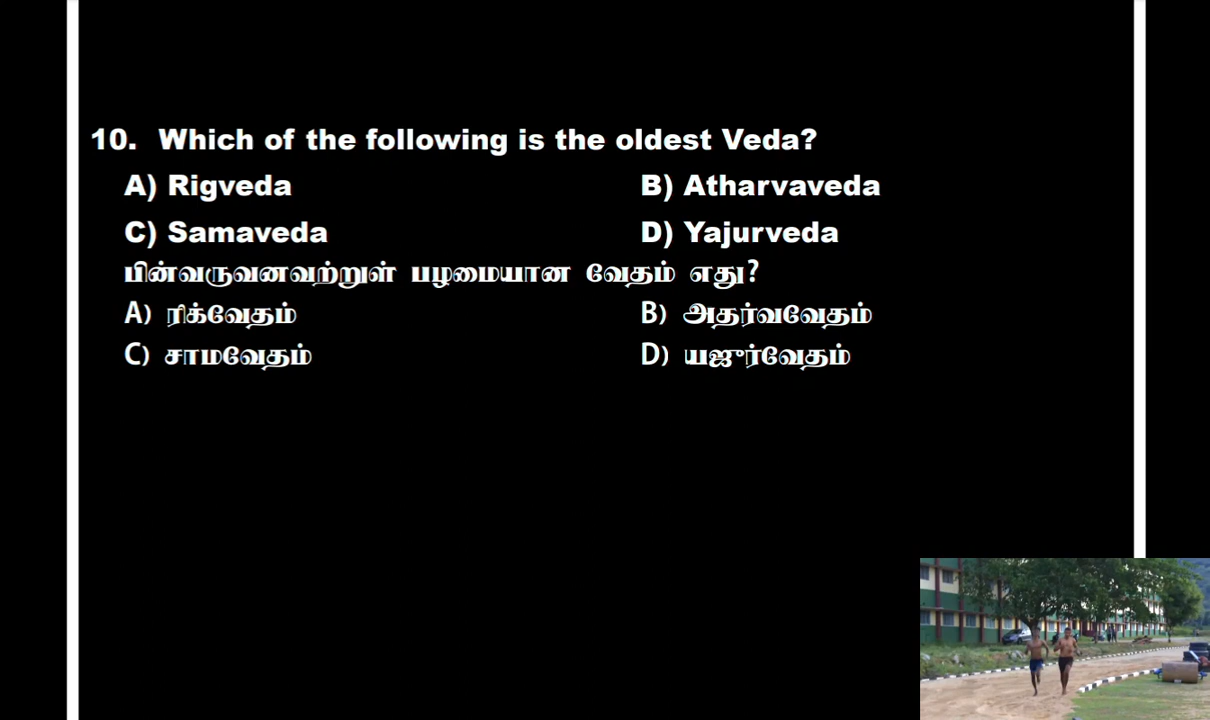 10. Which of the following is the oldest Veda?
A) Rigveda B) Atharvaveda
C) Samaveda D) Yajurveda
பின்வருவனவற்றுள் பழமையான வேதம் எது?
A) ரிக்வேதம் B) அதர்வவேதம்
C) சாமவேதம் D) யஜுர்வேதம்